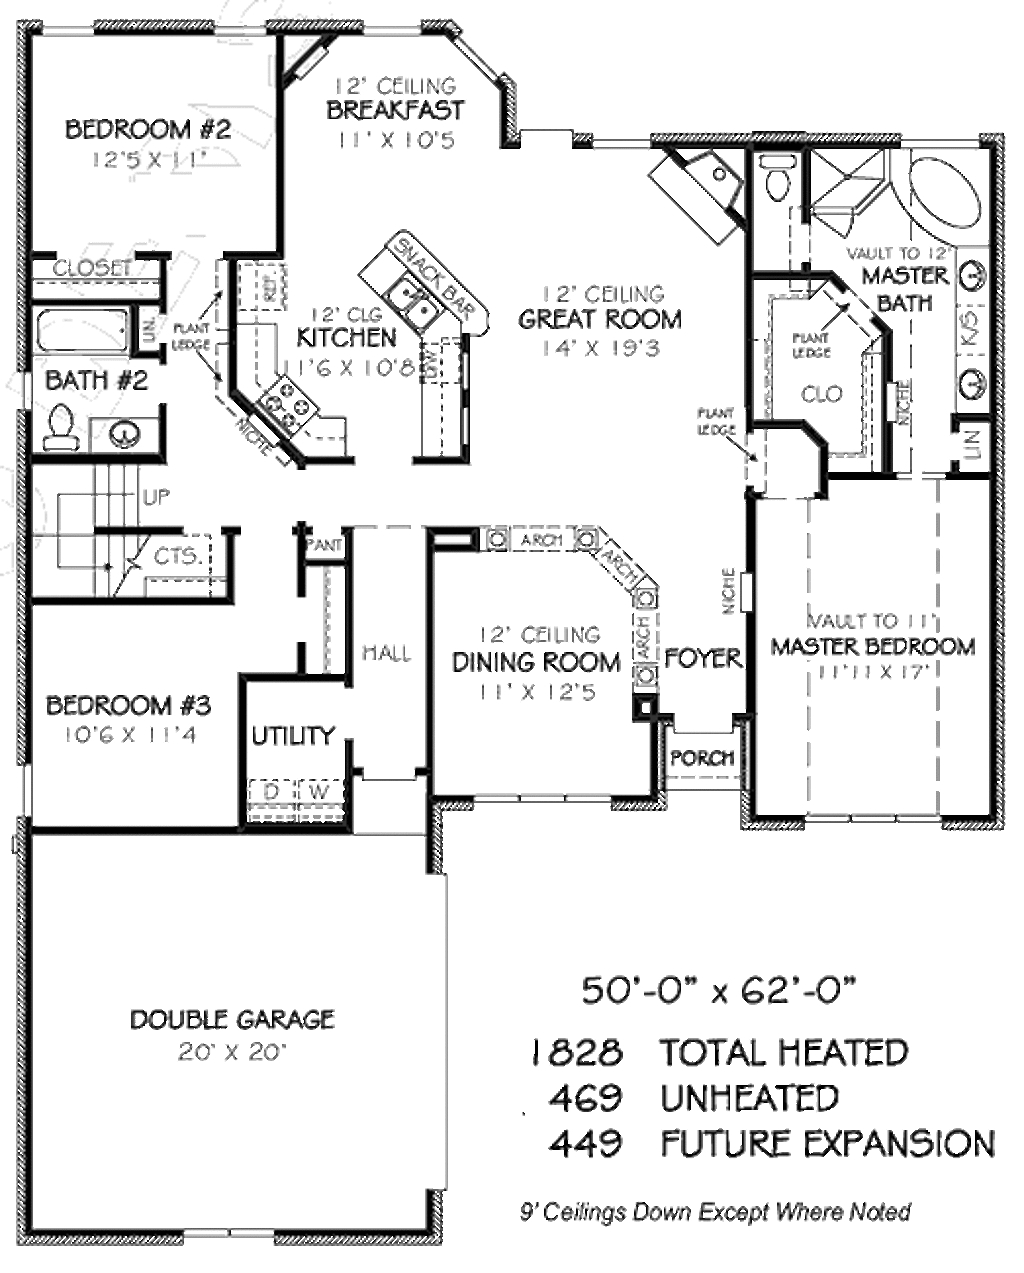 BEDROOM #2
12'5 X 11'
12' CEILING
BREAKFAST
11' X 10'5
CLOSET
LIN.
PLANT
LEDGE
REF
SNACK BAR
12' CLG
KITCHEN
11'6 X 10'8
D/W
NICHE
12' CEILING
GREAT ROOM
14' X 19'3
VAULT TO 12'
MASTER
BATH
K/S
PLANT
LEDGE
CLO
NICHE
LIN
PLANT
LEDGE
BATH #2
UP
CTS.
PANT
HALL
ARCH
ARCH
ARCH
12' CEILING
DINING ROOM
11' X 12'5
NICHE
FOYER
PORCH
VAULT TO 11'
MASTER BEDROOM
11'11 X 17'
BEDROOM #3
10'6 X 11'4
UTILITY
D W
DOUBLE GARAGE
20' X 20'
50'-0" x 62'-0"
1828 TOTAL HEATED
469 UNHEATED
449 FUTURE EXPANSION
9' Ceilings Down Except Where Noted